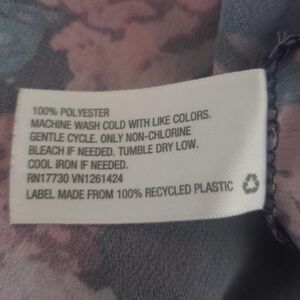 100% POLYESTER
MACHINE WASH COLD WITH LIKE COLORS.
GENTLE CYCLE. ONLY NON-CHLORINE
BLEACH IF NEEDED. TUMBLE DRY LOW.
COOL IRON IF NEEDED.
RN17730 VN1261424
LABEL MADE FROM 100% RECYCLED PLASTIC